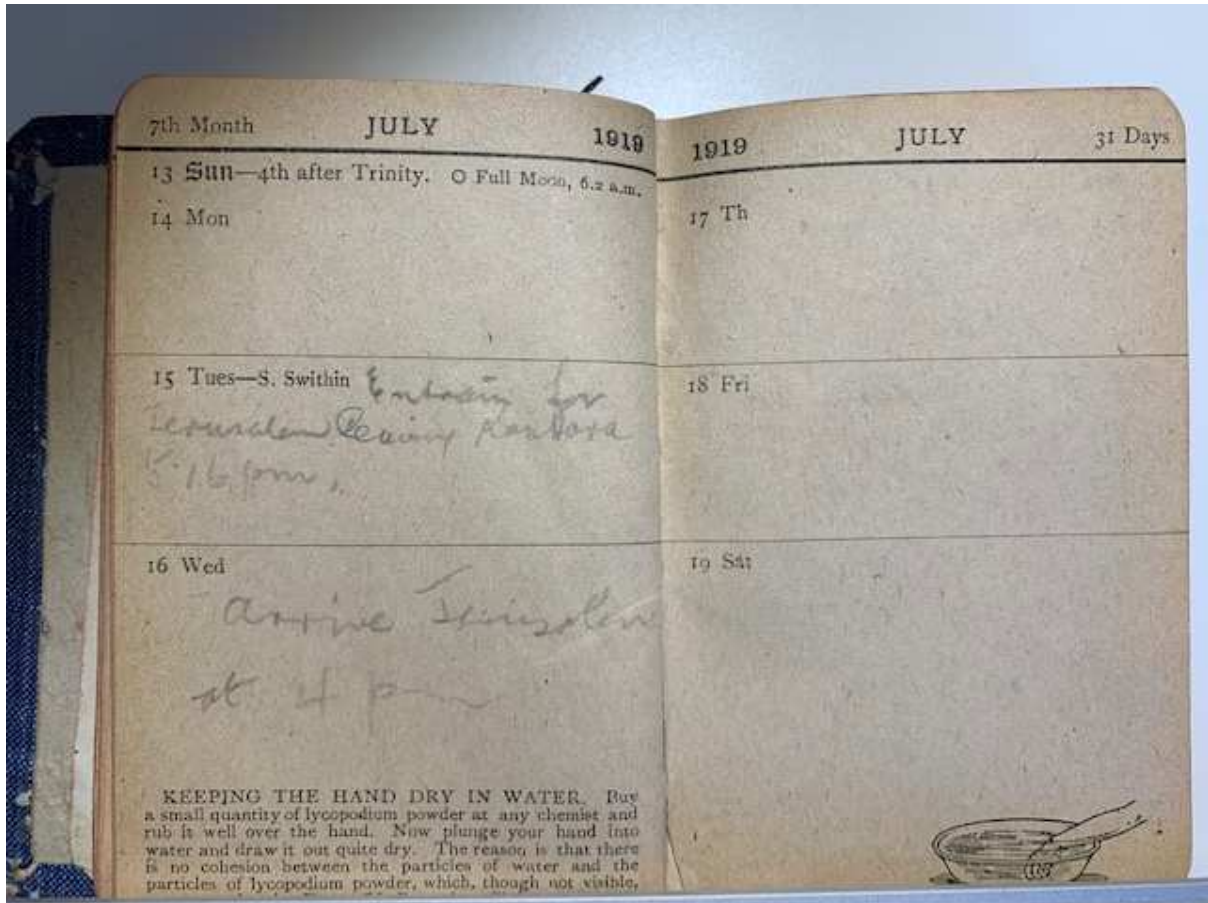 7th Month JULY 1919
13 Sun—4th after Trinity. O Full Moon, 6.2 a.m.
14 Mon
15 Tues—S. Swithin Entrain for
Jerusalem Leaving Kantara
5.16 pm.
16 Wed
arrive Jerusalem
at 4 pm
KEEPING THE HAND DRY IN WATER. Buy
a small quantity of lycopodium powder at any chemist and
rub it well over the hand. Now plunge your hand into
water and draw it out quite dry. The reason is that there
is no cohesion between the particles of water and the
particles of lycopodium powder, which, though not visible,
1919 JULY 31 Days
17 Th
18 Fri
19 Sat